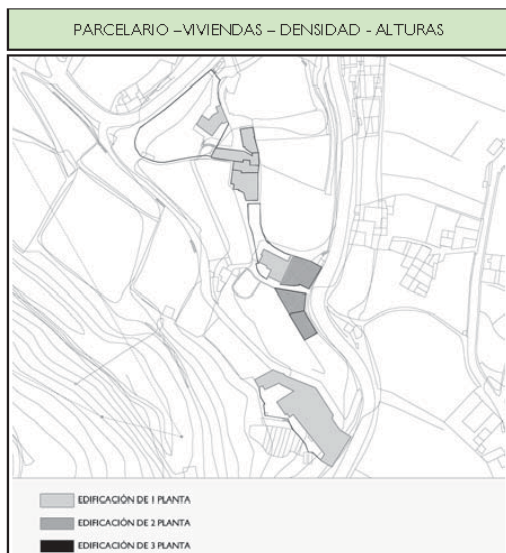 PARCELARIO –VIVIENDAS – DENSIDAD - ALTURAS
EDIFICACIÓN DE 1 PLANTA
EDIFICACIÓN DE 2 PLANTA
EDIFICACIÓN DE 3 PLANTA